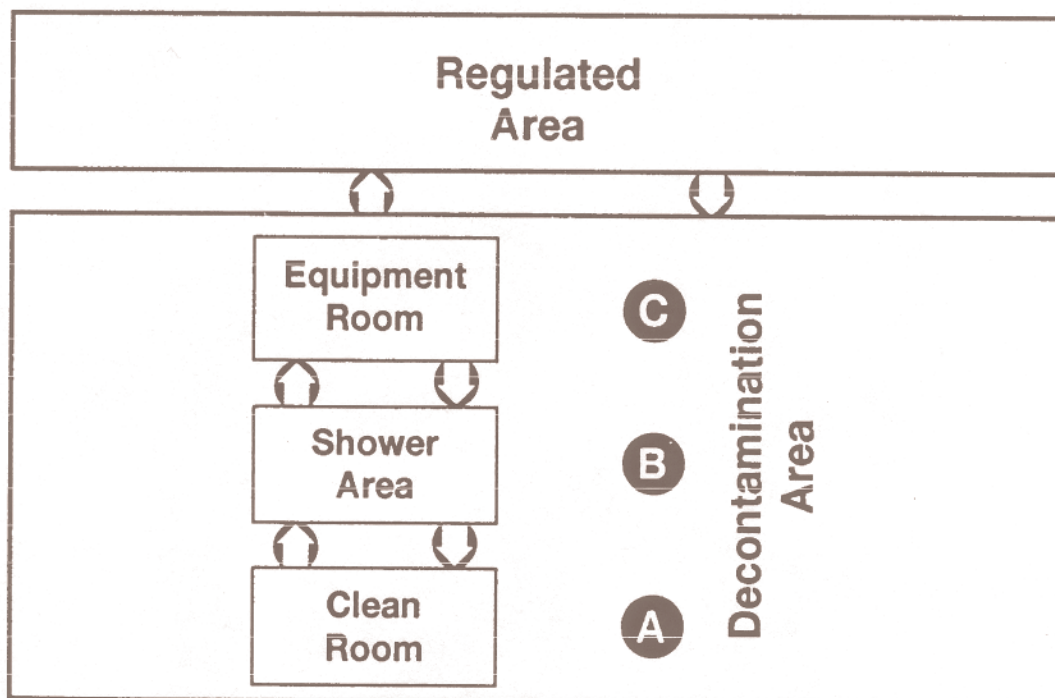 Regulated
Area
Equipment
Room
C
Shower
Area
B
Clean
Room
A
Decontamination
Area